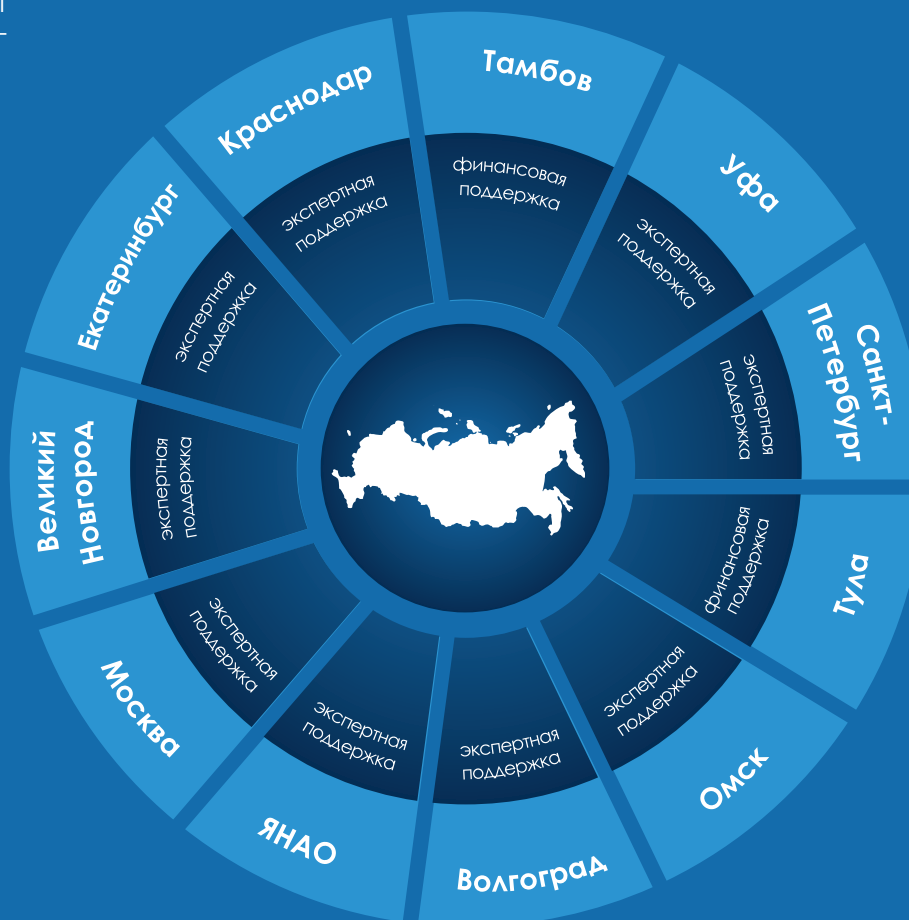 Тамбов
финансовая
поддержка
Уфа
экспертная
поддержка
Санкт-
Петербург
экспертная
поддержка
Тула
финансовая
поддержка
Омск
экспертная
поддержка
Волгоград
экспертная
поддержка
ЯНАО
экспертная
поддержка
Москва
экспертная
поддержка
Великий
Новгород
экспертная
поддержка
Екатеринбург
экспертная
поддержка
Краснодар
экспертная
поддержка